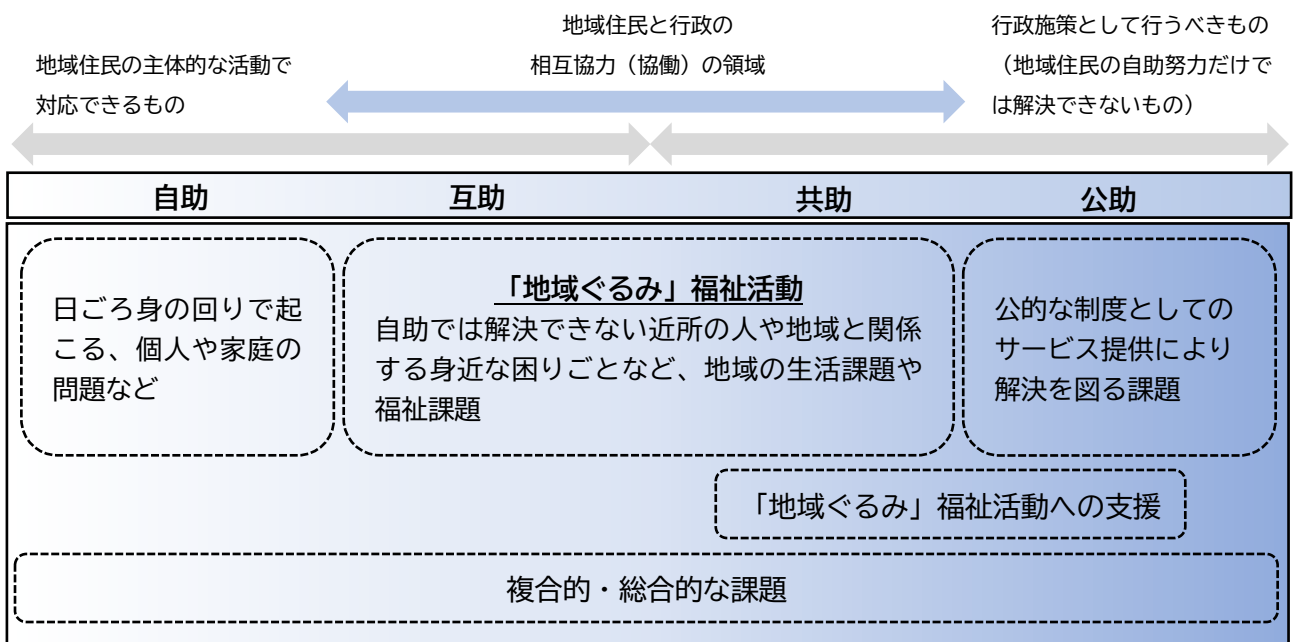 地域住民の主体的な活動で
対応できるもの
地域住民と行政の
相互協力（協働）の領域
行政施策として行うべきもの
（地域住民の自助努力だけで
は解決できないもの）
自助
互助
共助
公助
日ごろ身の回りで起
こる、個人や家庭の
問題など
「地域ぐるみ」福祉活動
自助では解決できない近所の人や地域と関係
する身近な困りごとなど、地域の生活課題や
福祉課題
公的な制度としての
サービス提供により
解決を図る課題
「地域ぐるみ」福祉活動への支援
複合的・総合的な課題